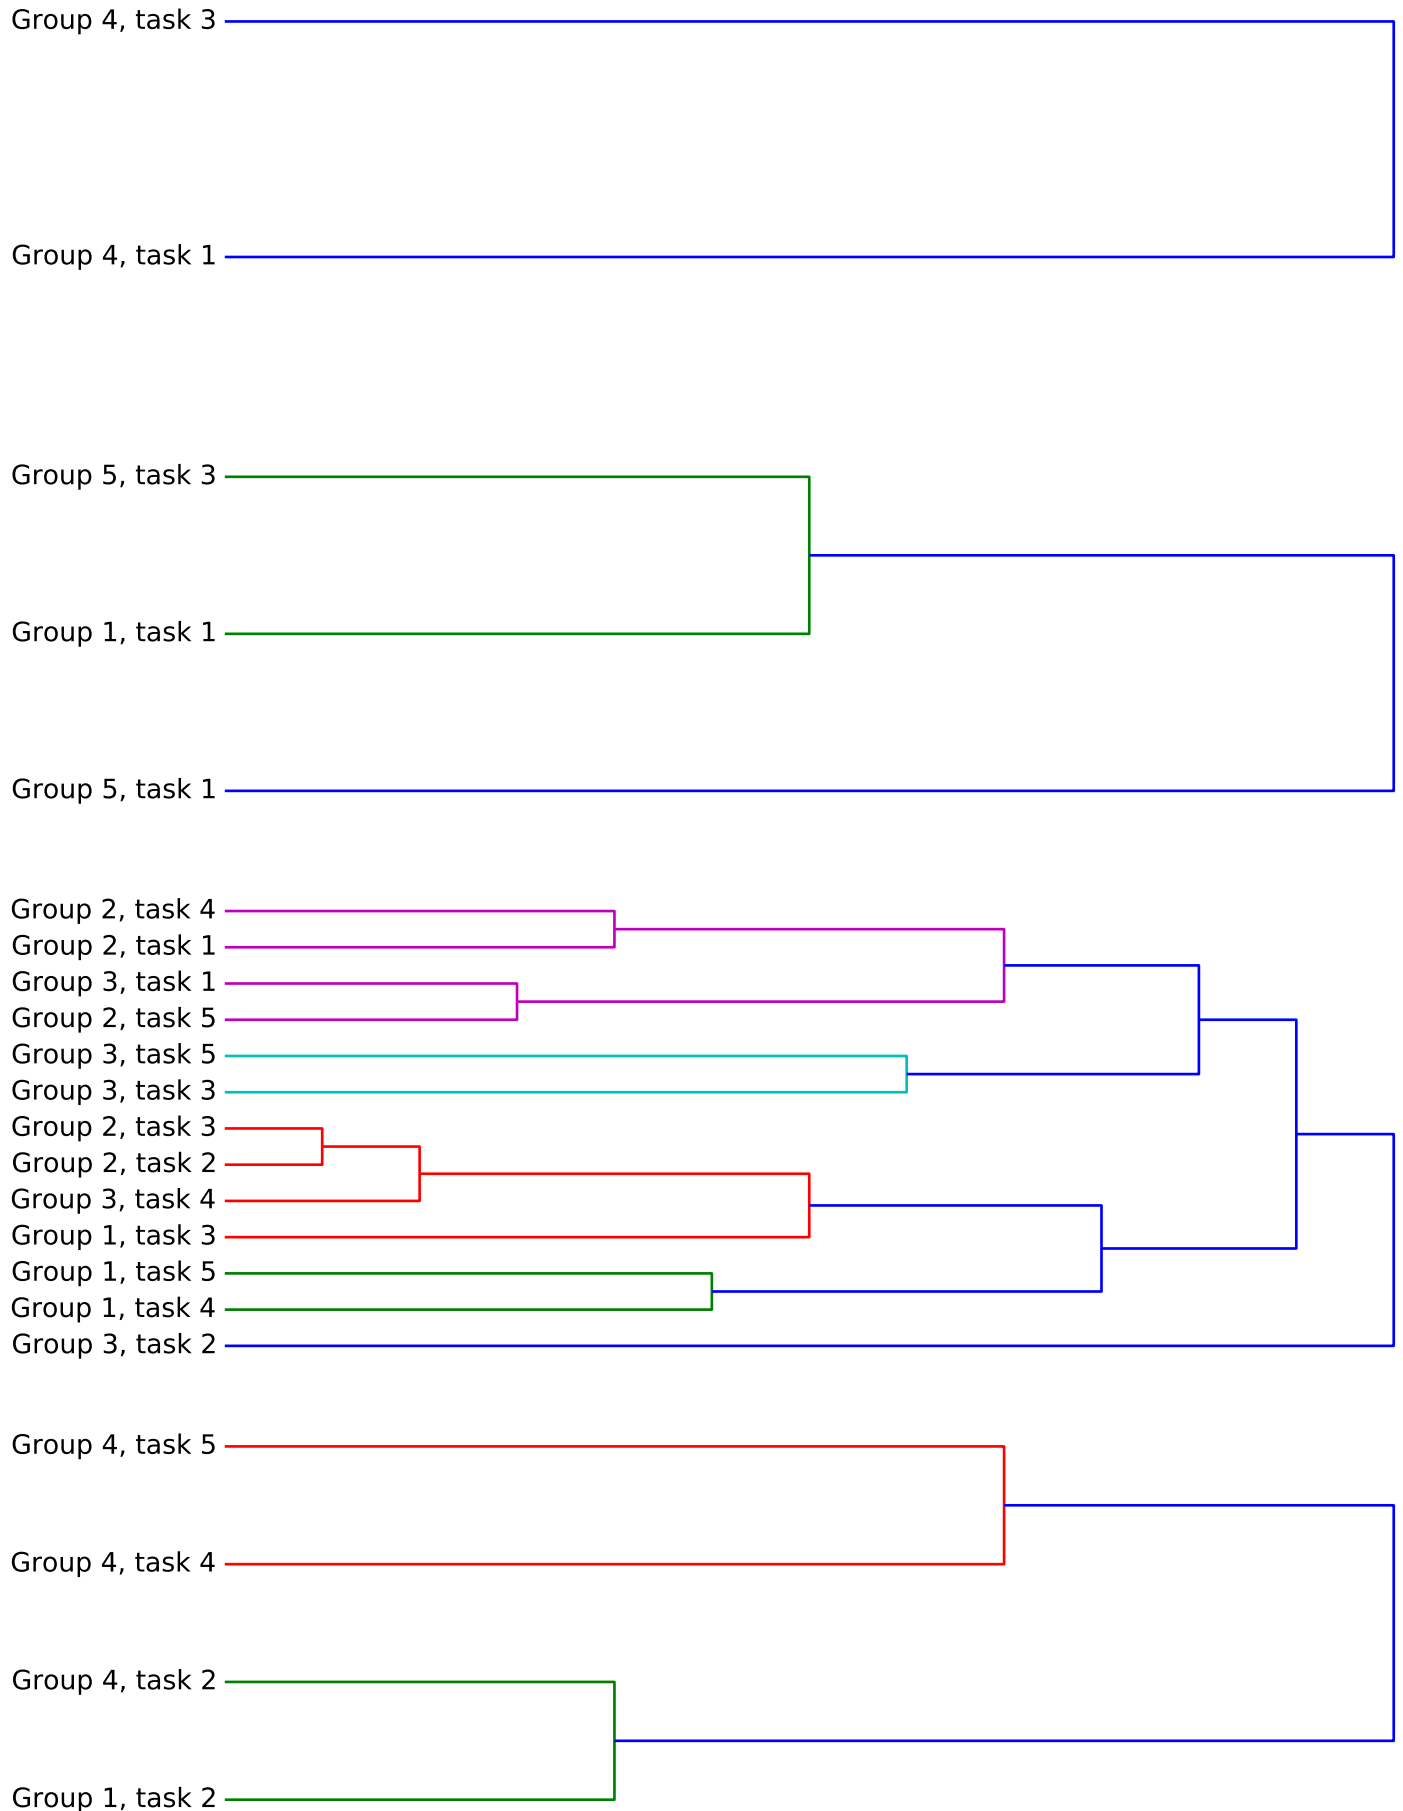 Group 4, task 3
Group 4, task 1
Group 5, task 3
Group 1, task 1
Group 5, task 1
Group 2, task 4
Group 2, task 1
Group 3, task 1
Group 2, task 5
Group 3, task 5
Group 3, task 3
Group 2, task 3
Group 2, task 2
Group 3, task 4
Group 1, task 3
Group 1, task 5
Group 1, task 4
Group 3, task 2
Group 4, task 5
Group 4, task 4
Group 4, task 2
Group 1, task 2